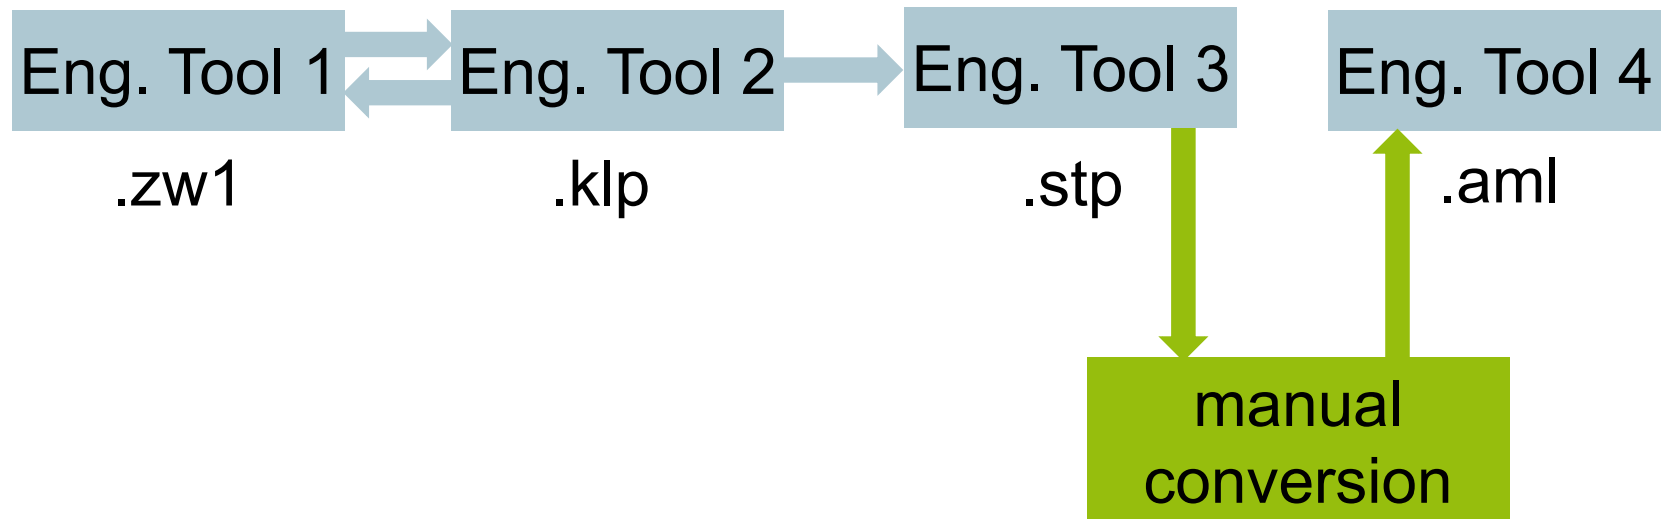 Eng. Tool 1
Eng. Tool 2
Eng. Tool 3
Eng. Tool 4
.zw1
.klp
.stp
.aml
manual
conversion